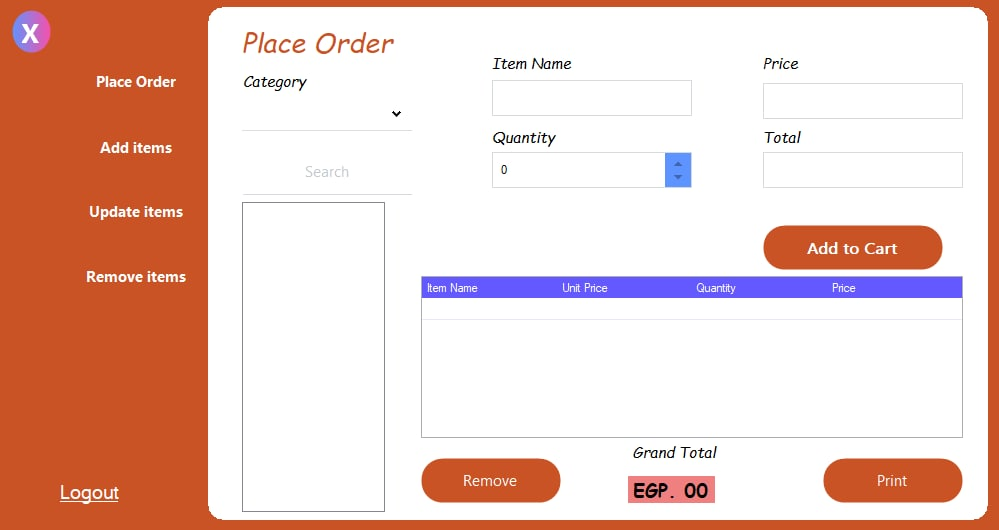 X
Place Order
Add items
Update items
Remove items
Logout
Place Order
Category
Search
Item Name
Price
Quantity
0
Total
Add to Cart
Item Name Unit Price Quantity Price
Remove
Grand Total
EGP. 00
Print